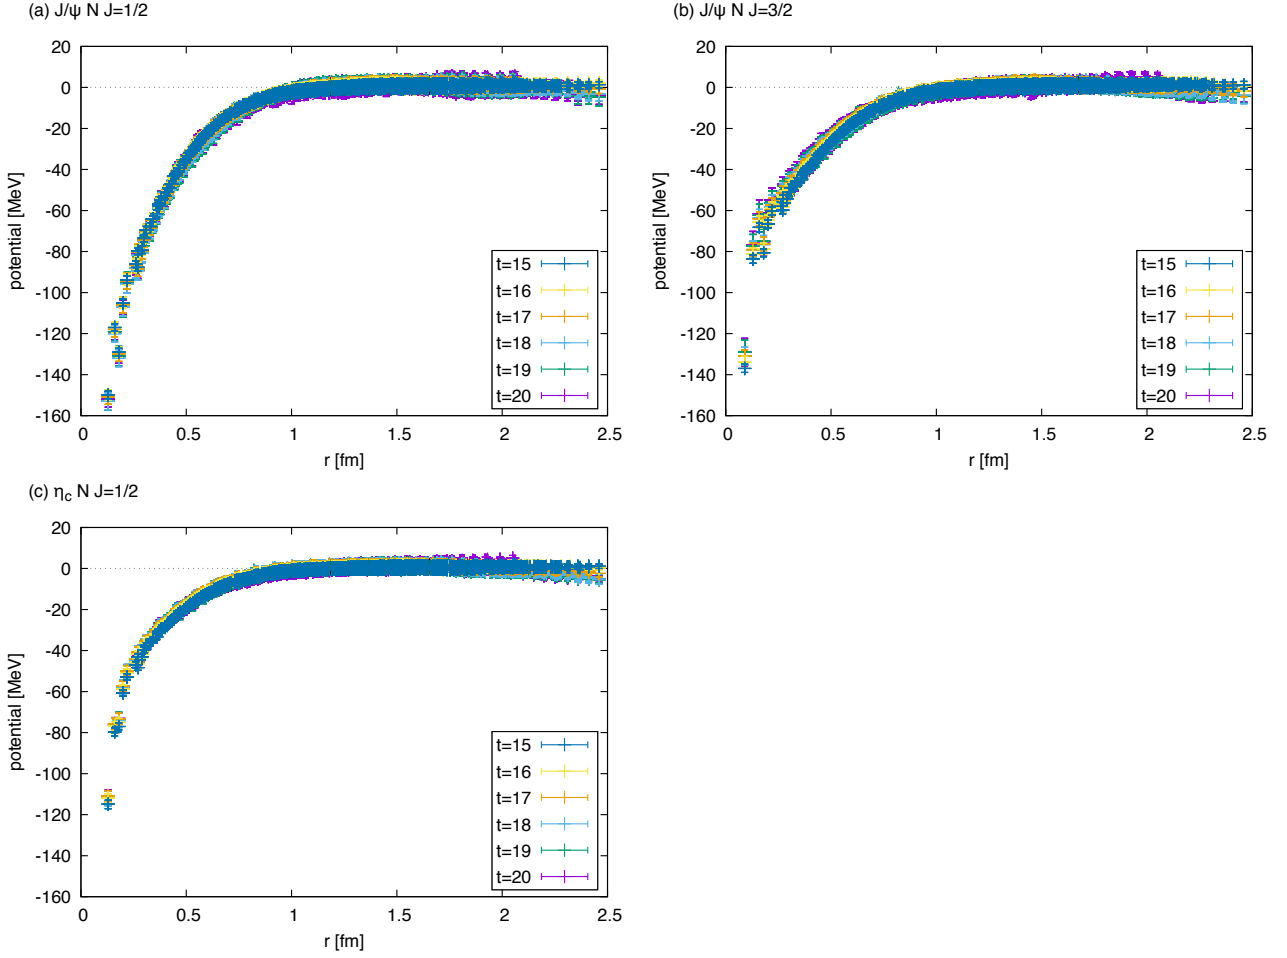 (a) J/ψ N J=1/2
20
0
-20
-40
-60
-80
-100
-120
-140
-160
potential [MeV]
0 0.5 1 1.5 2 2.5
r [fm]
t=15
t=16
t=17
t=18
t=19
t=20
(b) J/ψ N J=3/2
20
0
-20
-40
-60
-80
-100
-120
-140
-160
potential [MeV]
0 0.5 1 1.5 2 2.5
r [fm]
t=15
t=16
t=17
t=18
t=19
t=20
(c) ηc N J=1/2
20
0
-20
-40
-60
-80
-100
-120
-140
-160
potential [MeV]
0 0.5 1 1.5 2 2.5
r [fm]
t=15
t=16
t=17
t=18
t=19
t=20